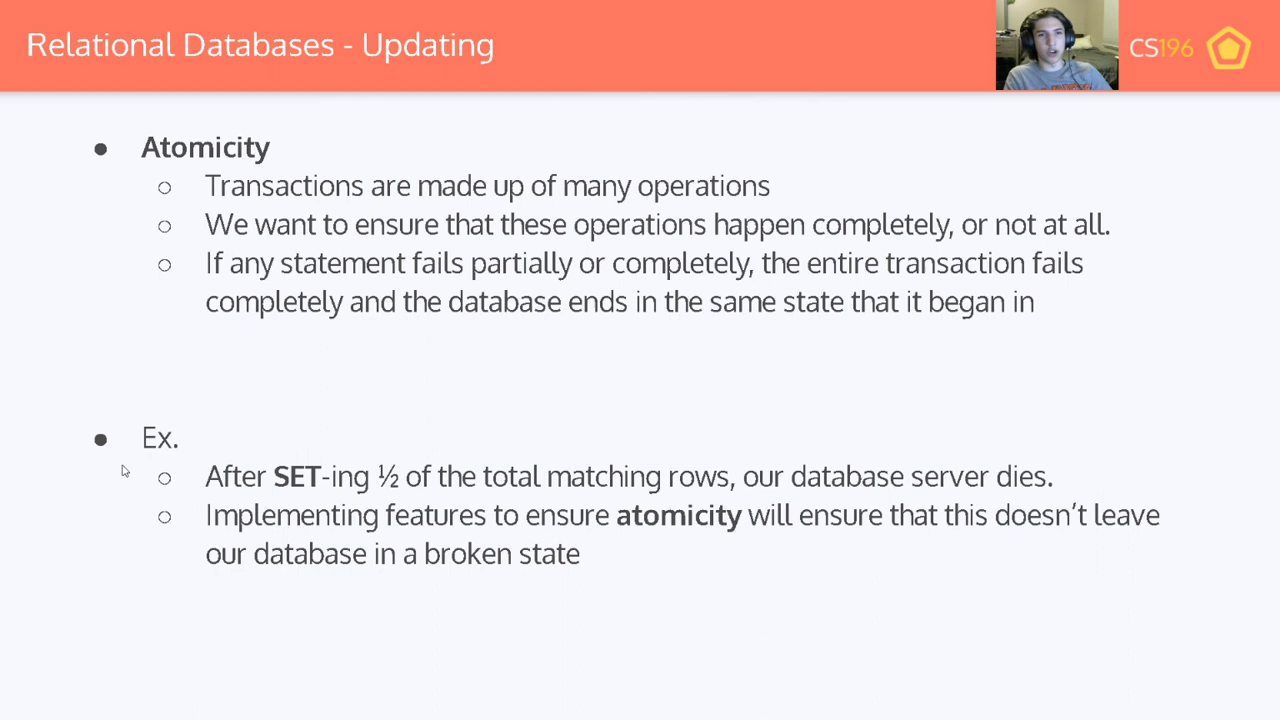 Relational Databases - Updating
CS196
● Atomicity
○ Transactions are made up of many operations
○ We want to ensure that these operations happen completely, or not at all.
○ If any statement fails partially or completely, the entire transaction fails
completely and the database ends in the same state that it began in
● Ex.
○ After SET-ing ½ of the total matching rows, our database server dies.
○ Implementing features to ensure atomicity will ensure that this doesn’t leave
our database in a broken state